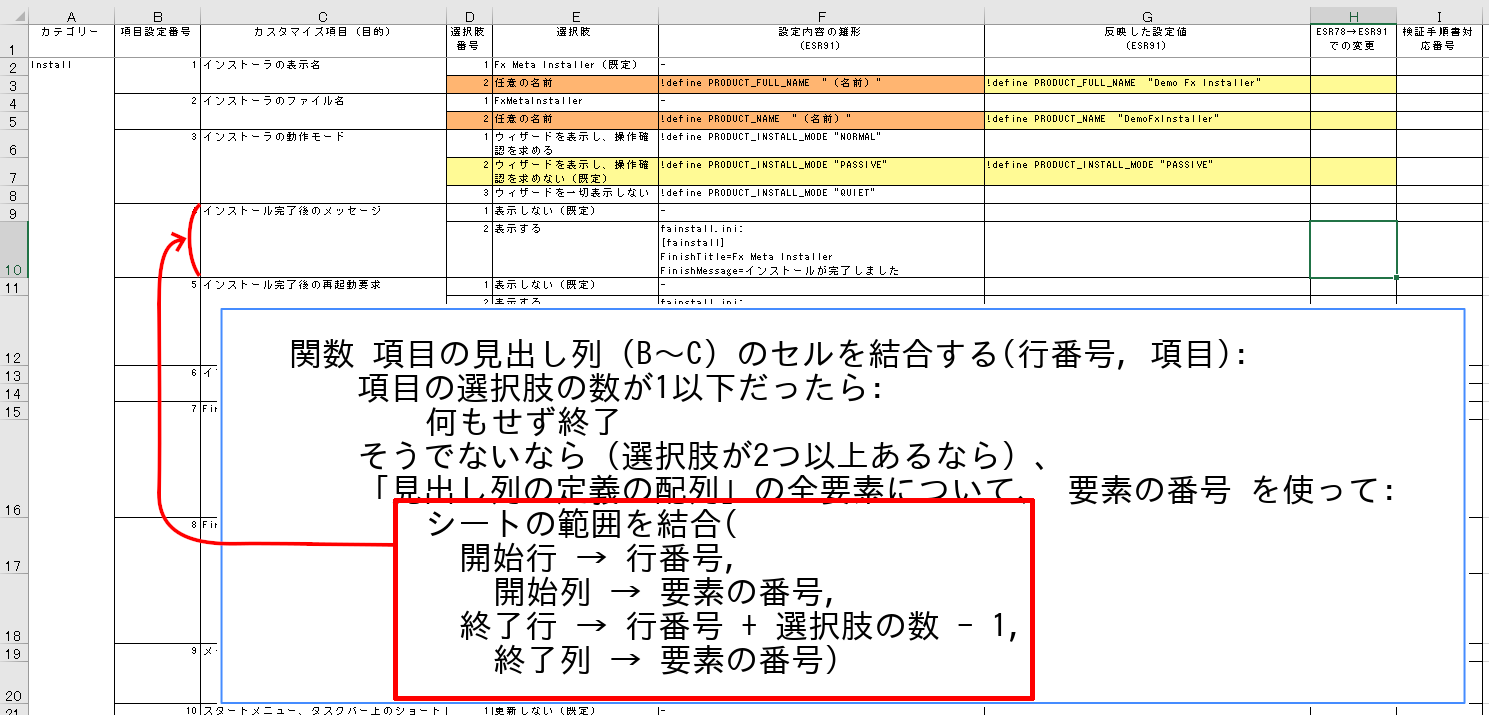 A B C D E F G H I
カテゴリー 項目設定番号 カスタマイズ項目（目的） 選択肢番号 選択肢 設定内容の雛形 (ESR91) 反映した設定値 (ESR91) ESR78→ESR91での変更 検証手順書対応番号
1
2 Install 1 インストーラの表示名 1 Fx Meta Installer（既定） -
3 2 任意の名前 !define PRODUCT_FULL_NAME "（名前）" !define PRODUCT_FULL_NAME "Demo Fx Installer"
4 2 インストーラのファイル名 1 FxMetaInstaller -
5 2 任意の名前 !define PRODUCT_NAME "（名前）" !define PRODUCT_NAME "DemoFxInstaller"
6 3 インストーラの動作モード 1 ウィザードを表示し、操作確認を求める !define PRODUCT_INSTALL_MODE "NORMAL"
7 2 ウィザードを表示し、操作確認を求めない（既定） !define PRODUCT_INSTALL_MODE "PASSIVE" !define PRODUCT_INSTALL_MODE "PASSIVE"
8 3 ウィザードを一切表示しない !define PRODUCT_INSTALL_MODE "QUIET"
9 インストール完了後のメッセージ 1 表示しない（既定） -
10 2 表示する fainstall.ini:
[fainstall]
FinishTitle=Fx Meta Installer
FinishMessage=インストールが完了しました
11 5 インストール完了後の再起動要求 1 表示しない（既定） -
2 表示する fainstall.ini:
関数 項目の見出し列（B～C）のセルを結合する(行番号, 項目):
項目の選択肢の数が1以下だったら:
何もせず終了
そうでないなら（選択肢が2つ以上あるなら）、
「見出し列の定義の配列」の全要素について、 要素の番号 を使って:
シートの範囲を結合(
開始行 → 行番号,
開始列 → 要素の番号,
終了行 → 行番号 + 選択肢の数 - 1,
終了列 → 要素の番号)
12
13 6 イ
14
15 7 Fir
16
17 8 Fir
18
19 9 メ
20
21 10 スタートメニュー、タスクバー上のショート 1 更新しない（既定） -